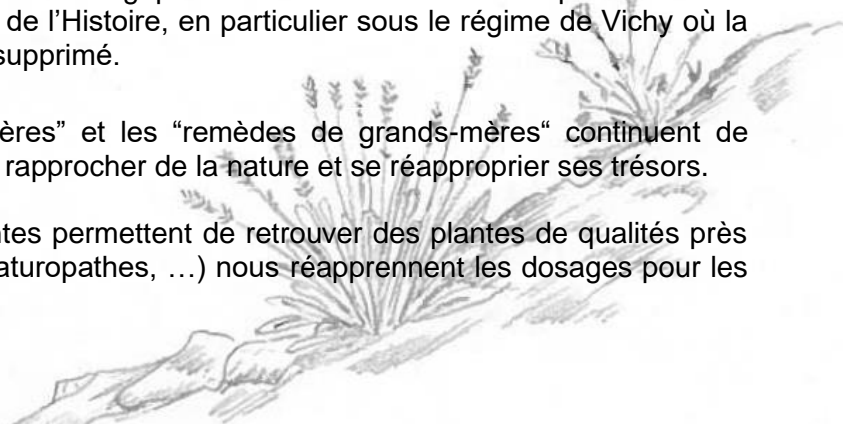 de l’Histoire, en particulier sous le régime de Vichy où la
supprimé.
ères” et les “remèdes de grands-mères“ continuent de
rapprocher de la nature et se réapproprier ses trésors.
ntes permettent de retrouver des plantes de qualités près
aturopathes, …) nous réapprennent les dosages pour les